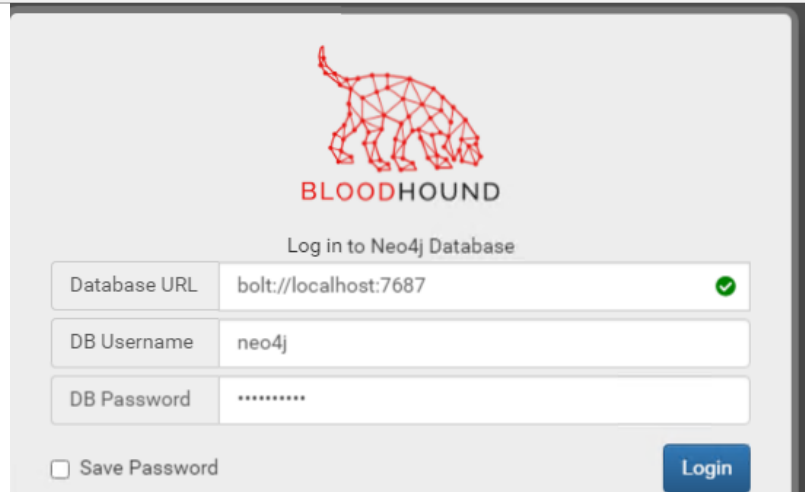 BLOODHOUND
Log in to Neo4j Database
Database URL bolt://localhost:7687
DB Username neo4j
DB Password ••••••••••
Save Password Login